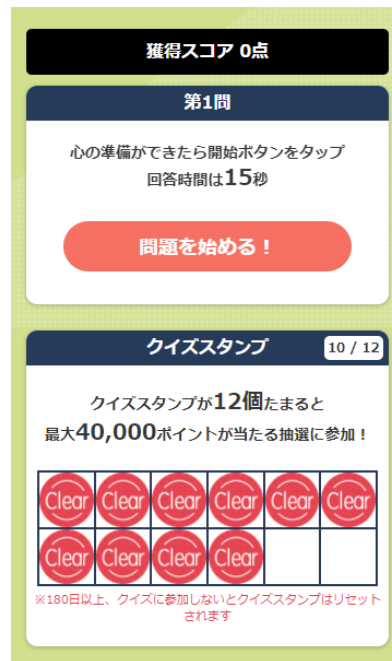 獲得スコア 0点
第1問
心の準備ができたら開始ボタンをタップ
回答時間は15秒
問題を始める！
クイズスタンプ 10 / 12
クイズスタンプが12個たまると
最大40,000ポイントが当たる抽選に参加！
Clear Clear Clear Clear Clear Clear
Clear Clear Clear Clear
※180日以上、クイズに参加しないとクイズスタンプはリセット
されます